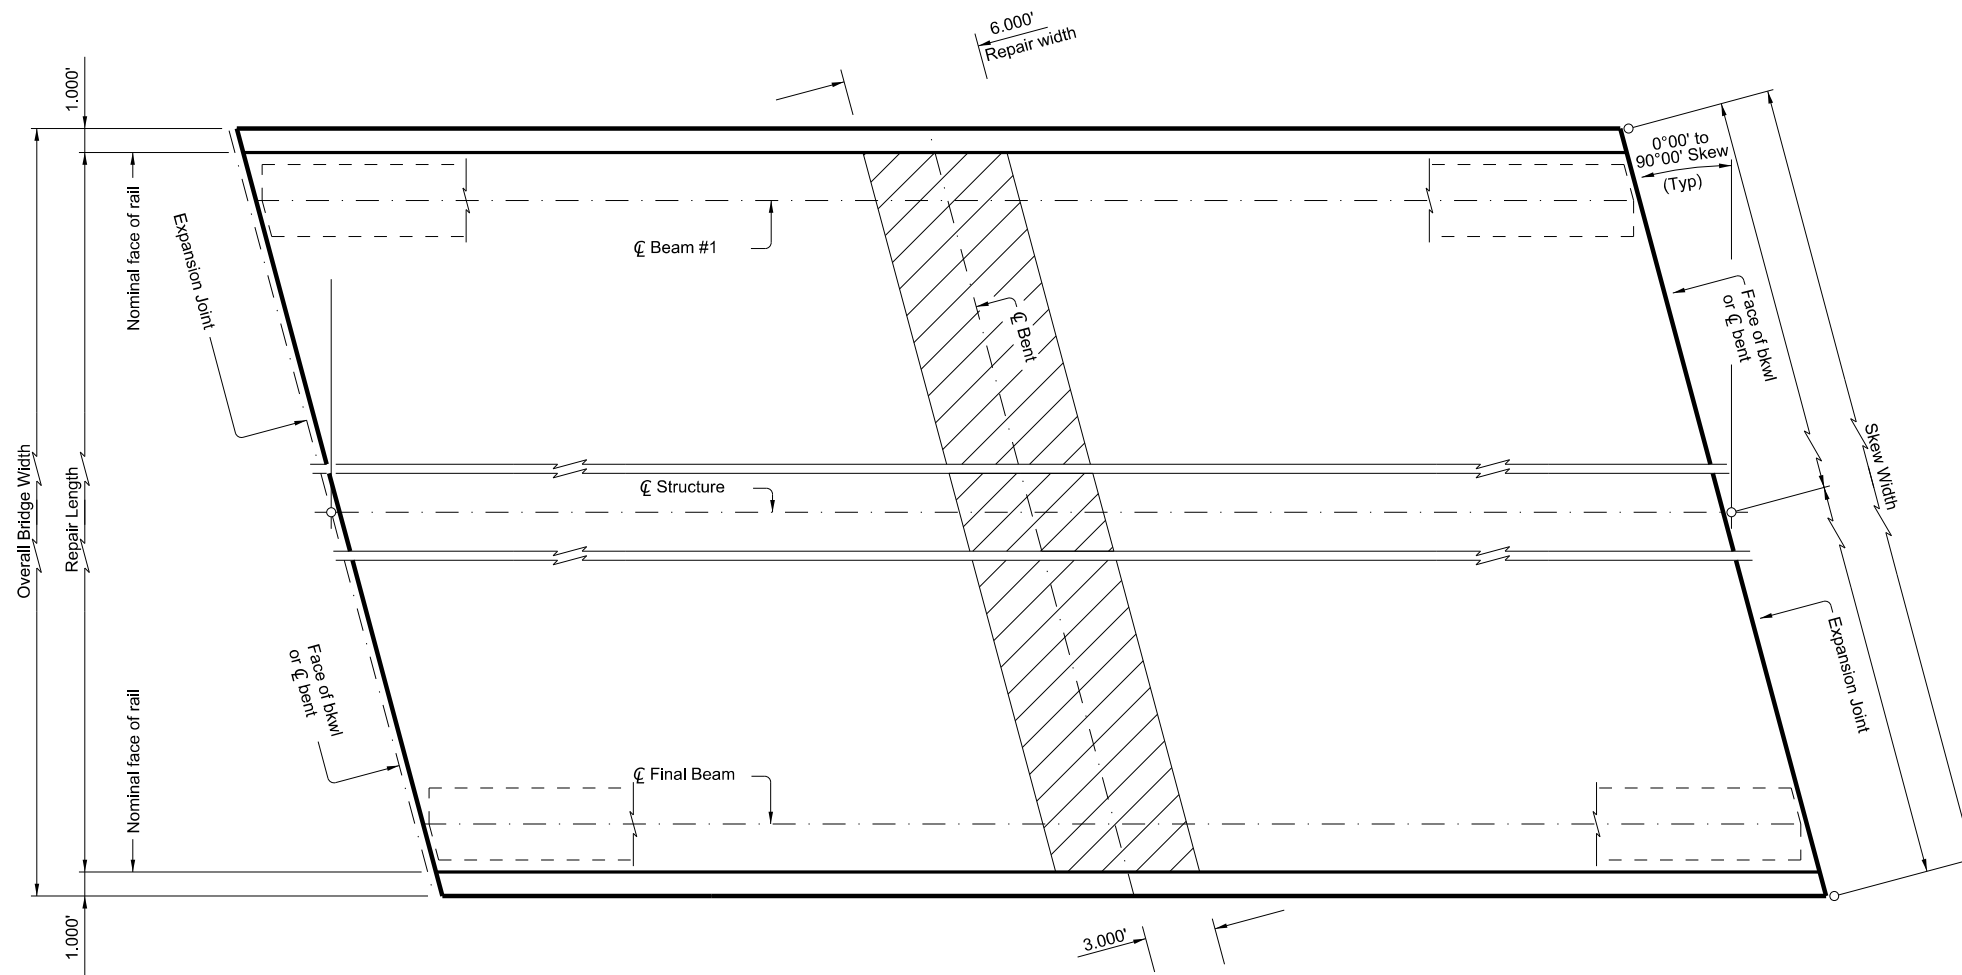 6.000'
Repair width
1.000'
0°00' to
90°00' Skew
(Typ)
Nominal face of rail
Expansion Joint
℄ Beam #1
℄ Bent
Face of bkwl
or ℄ bent
Skew Width
Overall Bridge Width
Repair Length
℄ Structure
Face of bkwl
or ℄ bent
Expansion Joint
Nominal face of rail
℄ Final Beam
1.000'
3.000'